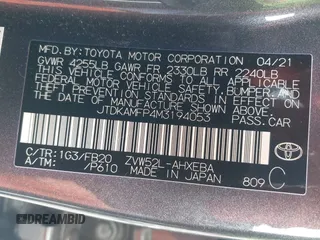 MFD. BY: TOYOTA MOTOR CORPORATION 04/21
GVWR 4255LB GAWR FR 2330LB RR 2240LB
THIS VEHICLE CONFORMS TO ALL APPLICABLE
FEDERAL MOTOR VEHICLE SAFETY, BUMPER, AND
THEFT PREVENTION STANDARDS IN EFFECT ON
THE DATE OF MANUFACTURE SHOWN ABOVE.
JTDKAMFP4M3194053 PASS.CAR
C/TR:1G3/FB20 ZVW52L-AHXEBA
A/TM: /P610 MADE IN JAPAN 809 C
TOYOTA
DREAMBID